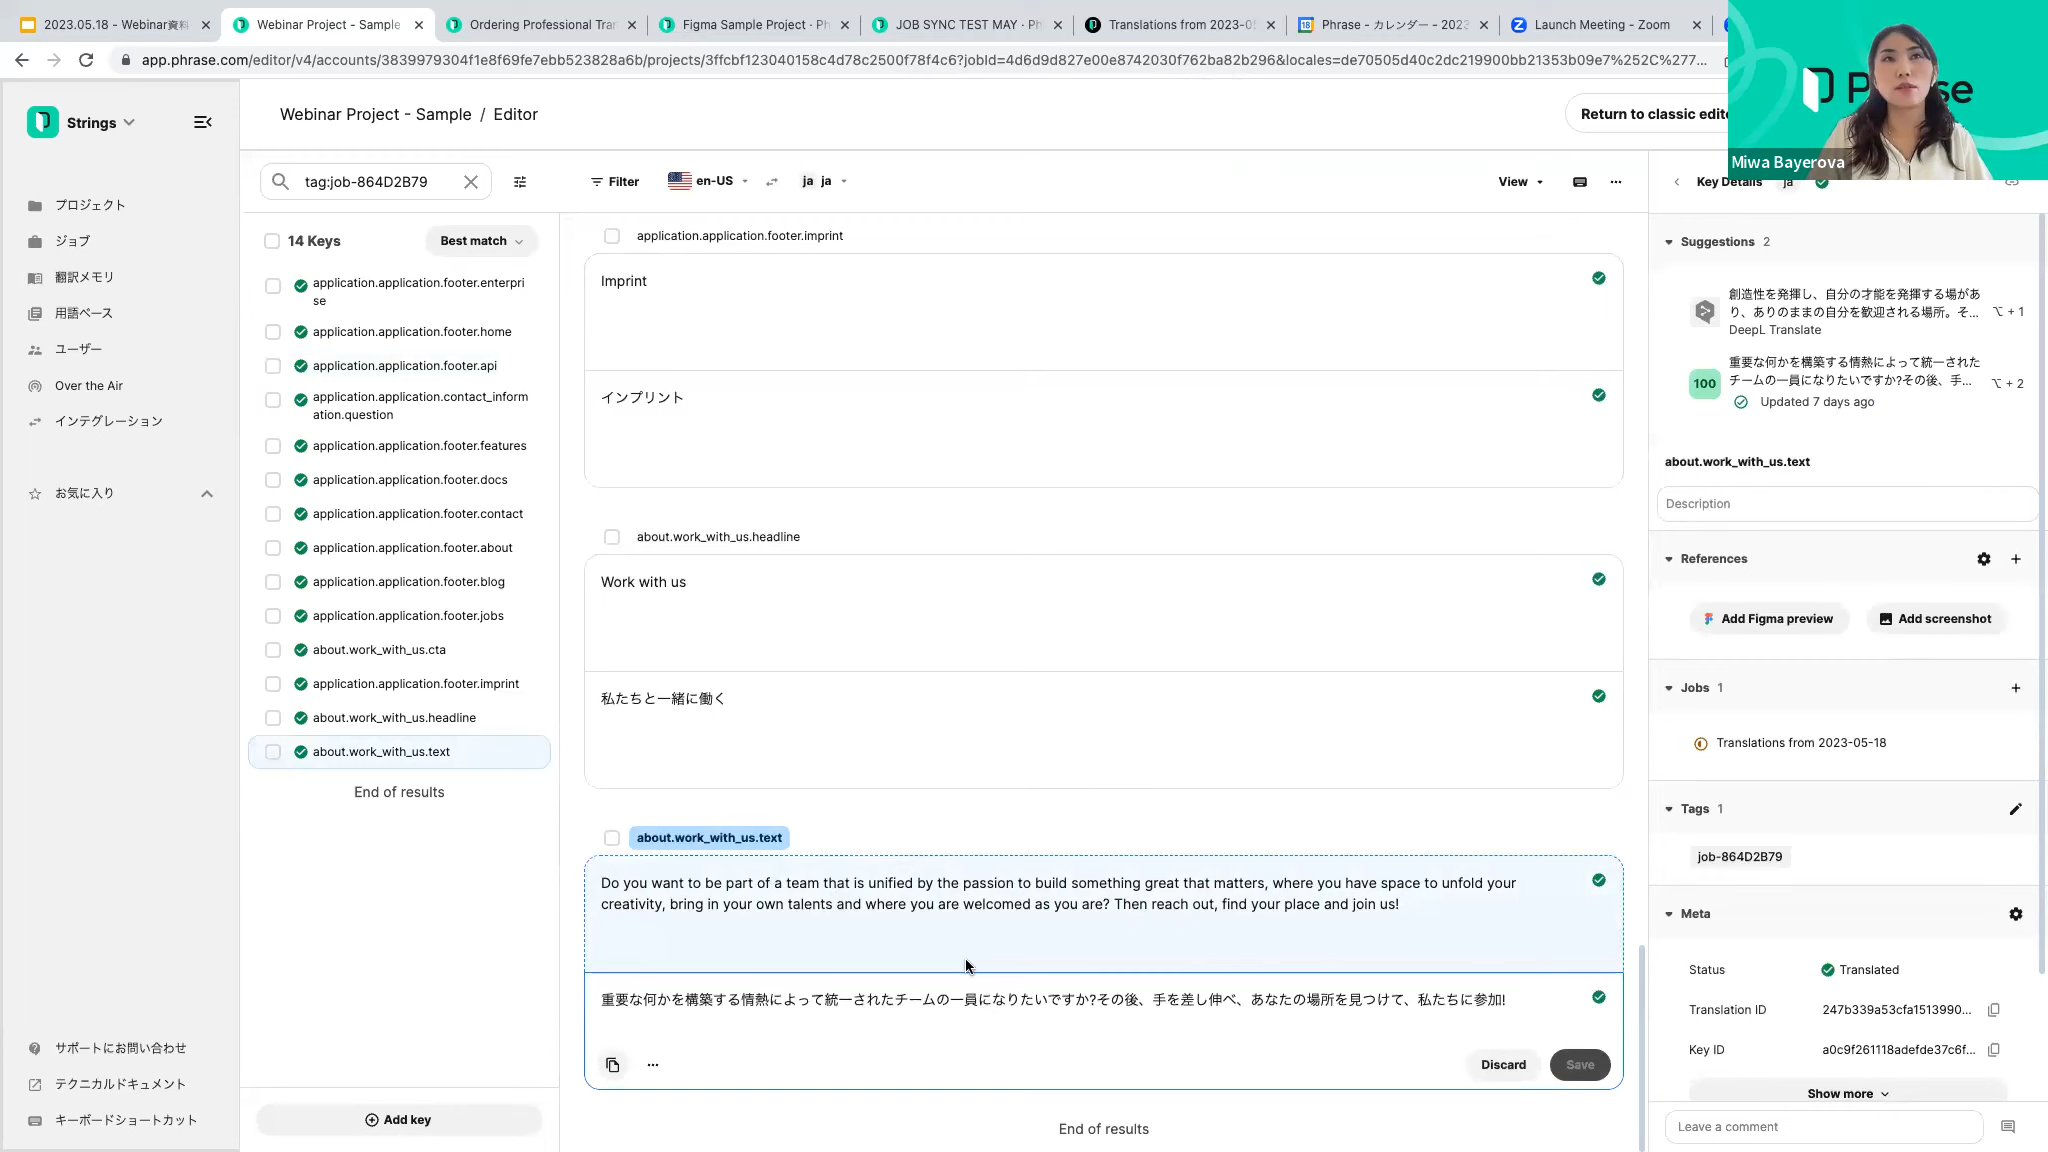 2023.05.18 - Webinar資料
Webinar Project - Sample
Ordering Professional Tra
Figma Sample Project · Ph
JOB SYNC TEST MAY · Ph
Translations from 2023-05
Phrase - カレンダー - 2023
Launch Meeting - Zoom
app.phrase.com/editor/v4/accounts/3839979304f1e8f69fe7ebb523828a6b/projects/3ffcbf123040158c4d78c2500f78f4c6?jobId=4d6d9d827e00e8742030f762ba82b296&locales=de70505d40c2dc219900bb21353b09e7%252C%277...
Miwa Bayerova
Strings
Webinar Project - Sample / Editor
Return to classic edito
プロジェクト
ジョブ
翻訳メモリ
用語ベース
ユーザー
Over the Air
インテグレーション
お気に入り
サポートにお問い合わせ
テクニカルドキュメント
キーボードショートカット
tag:job-864D2B79
Filter
en-US
ja ja
View
14 Keys
Best match
application.application.footer.enterpri
se
application.application.footer.home
application.application.footer.api
application.application.contact_inform
ation.question
application.application.footer.features
application.application.footer.docs
application.application.footer.contact
application.application.footer.about
application.application.footer.blog
application.application.footer.jobs
about.work_with_us.cta
application.application.footer.imprint
about.work_with_us.headline
about.work_with_us.text
End of results
Add key
application.application.footer.imprint
Imprint
インプリント
about.work_with_us.headline
Work with us
私たちと一緒に働く
about.work_with_us.text
Do you want to be part of a team that is unified by the passion to build something great that matters, where you have space to unfold your
creativity, bring in your own talents and where you are welcomed as you are? Then reach out, find your place and join us!
重要な何かを構築する情熱によって統一されたチームの一員になりたいですか?その後、手を差し伸べ、あなたの場所を見つけて、私たちに参加!
Discard
Save
End of results
Key Details ja
Suggestions 2
創造性を発揮し、自分の才能を発揮する場があ
り、ありのままの自分を歓迎される場所。そ...
⌥ + 1
DeepL Translate
100
重要な何かを構築する情熱によって統一された
チームの一員になりたいですか?その後、手...
⌥ + 2
Updated 7 days ago
about.work_with_us.text
Description
References
Add Figma preview
Add screenshot
Jobs 1
Translations from 2023-05-18
Tags 1
job-864D2B79
Meta
Status
Translated
Translation ID
247b339a53cfa1513990...
Key ID
a0c9f261118adefde37c6f...
Show more
Leave a comment